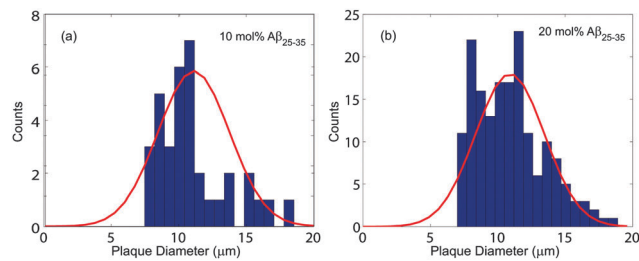 (a) 10 mol% Aβ25-35
8
6
4
2
0
Counts
0 5 10 15 20
Plaque Diameter (μm)
(b) 20 mol% Aβ25-35
25
20
15
10
5
0
Counts
0 5 10 15 20
Plaque Diameter (μm)